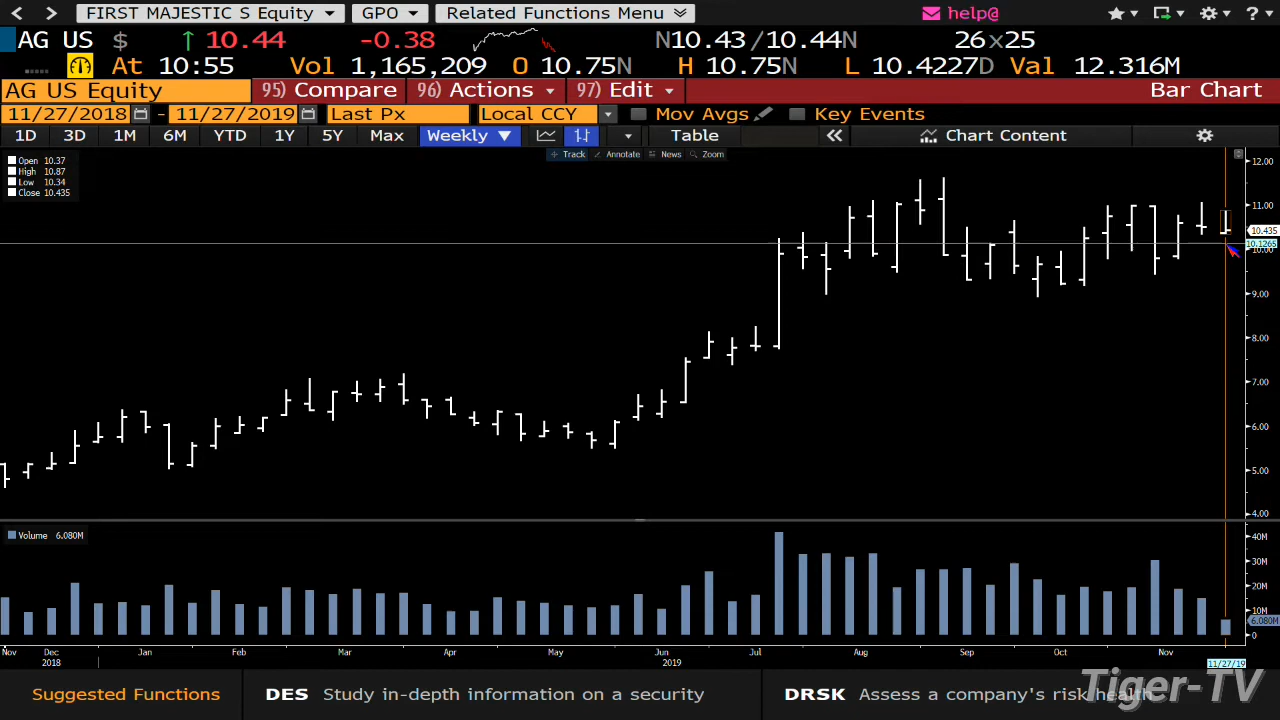 FIRST MAJESTIC S Equity GPO Related Functions Menu help@
AG US $ ↑ 10.44 -0.38 N10.43/10.44N 26x25
At 10:55 Vol 1,165,209 O 10.75N H 10.75N L 10.4227D Val 12.316M
AG US Equity 95) Compare 96) Actions 97) Edit Bar Chart
11/27/2018 - 11/27/2019 Last Px Local CCY Mov Avgs Key Events
1D 3D 1M 6M YTD 1Y 5Y Max Weekly ▼ Table « Chart Content
Track Annotate News Zoom
Open 10.37
High 10.87
Low 10.34
Close 10.435
12.00
11.00
10.435
10.1265
10.00
9.00
8.00
7.00
6.00
5.00
4.00
Volume 6.080M
40M
30M
20M
10M
6.080M
0
Nov Dec Jan Feb Mar Apr May Jun Jul Aug Sep Oct Nov
2018 2019 11/27/19
Suggested Functions DES Study in-depth information on a security DRSK Assess a company's risk health
Tiger-TV